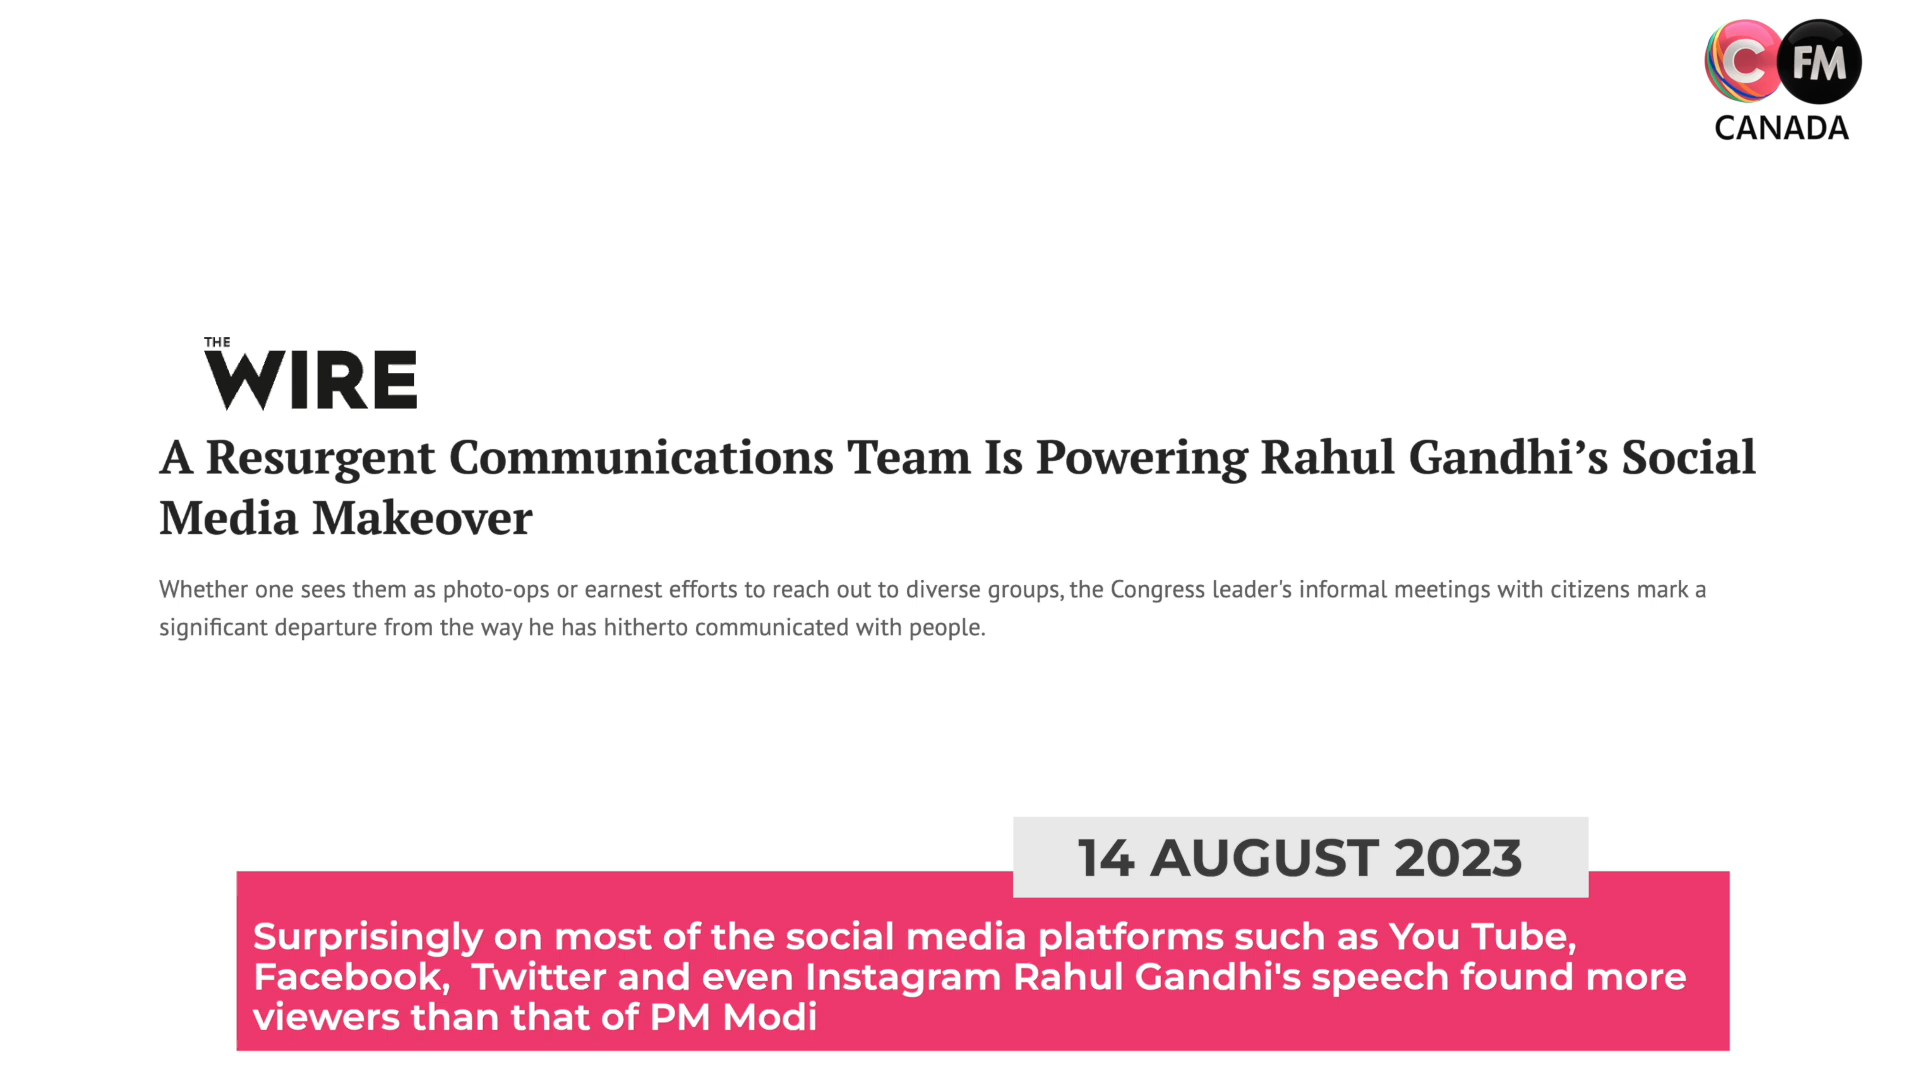 C FM
CANADA
THE
WIRE
A Resurgent Communications Team Is Powering Rahul Gandhi’s Social
Media Makeover
Whether one sees them as photo-ops or earnest efforts to reach out to diverse groups, the Congress leader's informal meetings with citizens mark a
significant departure from the way he has hitherto communicated with people.
14 AUGUST 2023
Surprisingly on most of the social media platforms such as You Tube,
Facebook,  Twitter and even Instagram Rahul Gandhi's speech found more
viewers than that of PM Modi